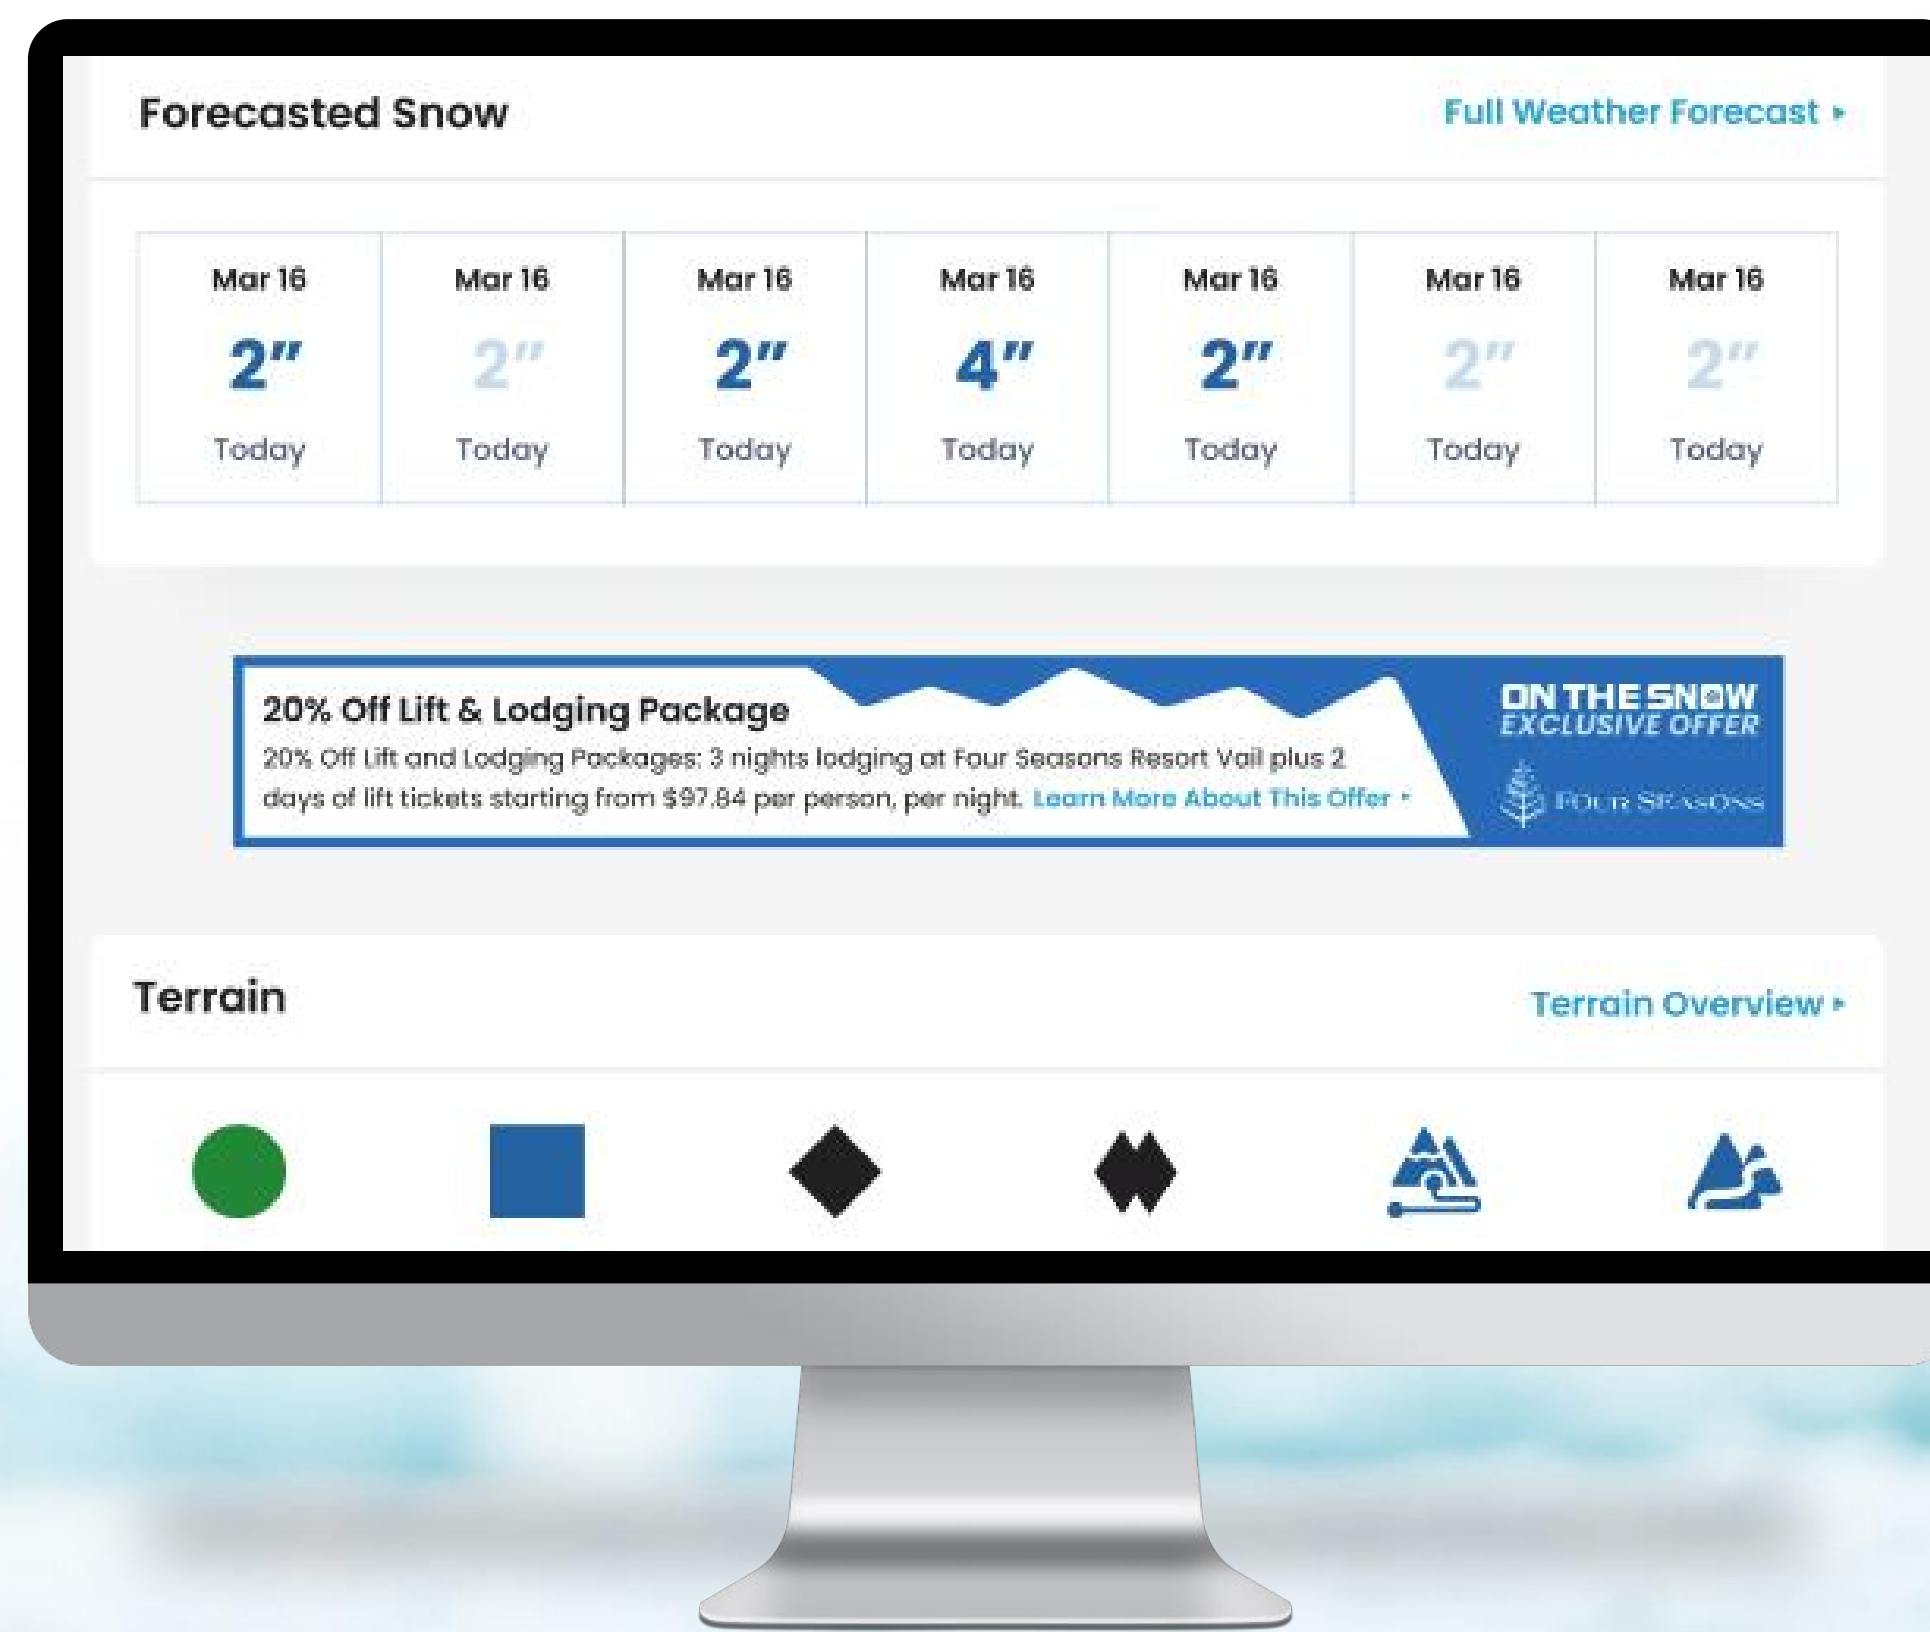 Forecasted Snow
Full Weather Forecast
Mar 16 Mar 16 Mar 16 Mar 16 Mar 16 Mar 16 Mar 16
2" 2" 2" 4" 2" 2" 2"
Today Today Today Today Today Today Today
20% Off Lift & Lodging Package
20% Off Lift and Lodging Packages: 3 nights lodging at Four Seasons Resort Vail plus 2
days of lift tickets starting from $97.84 per person, per night. Learn More About This Offer
ON THE SNOW
EXCLUSIVE OFFER
FOUR SEASONS
Terrain
Terrain Overview